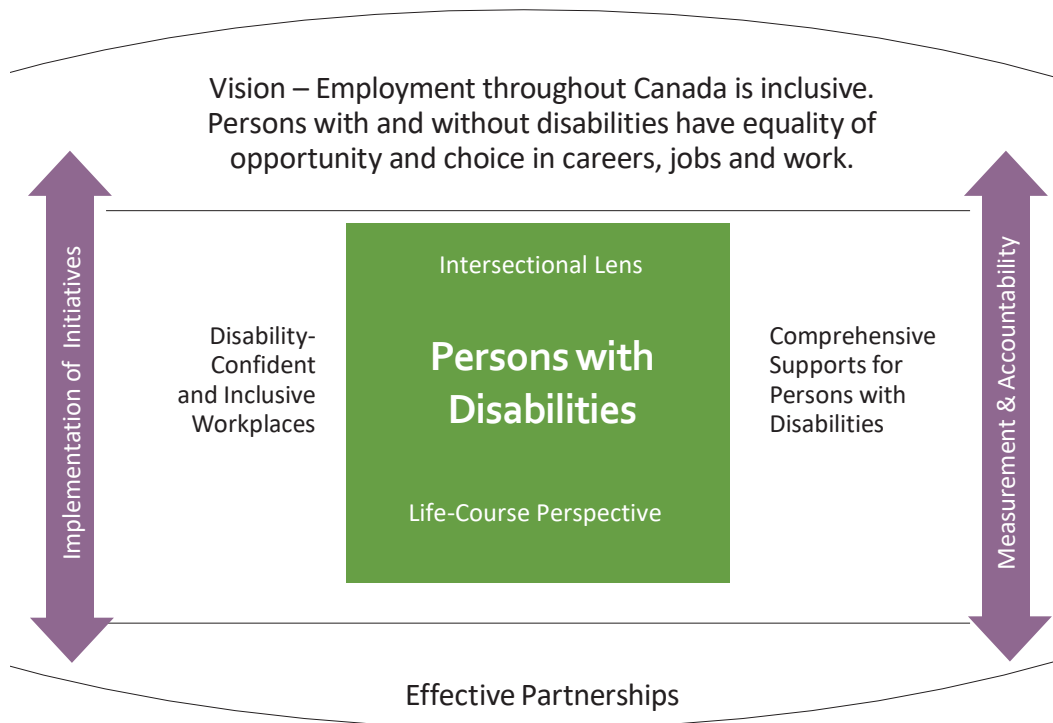 Vision – Employment throughout Canada is inclusive.
Persons with and without disabilities have equality of
opportunity and choice in careers, jobs and work.
Implementation of Initiatives
Disability-
Confident
and Inclusive
Workplaces
Intersectional Lens
Persons with
Disabilities
Life-Course Perspective
Comprehensive
Supports for
Persons with
Disabilities
Measurement & Accountability
Effective Partnerships